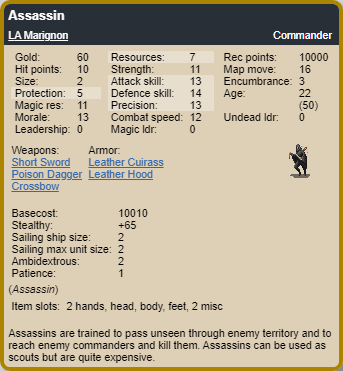 Assassin
LA Marignon Commander
Gold: 60 Resources: 7 Rec points: 10000
Hit points: 10 Strength: 11 Map move: 16
Size: 2 Attack skill: 13 Encumbrance: 3
Protection: 5 Defence skill: 14 Age: 22
Magic res: 11 Precision: 13 (50)
Morale: 13 Combat speed: 12 Undead ldr: 0
Leadership: 0 Magic ldr: 0
Weapons: Armor:
Short Sword Leather Cuirass
Poison Dagger Leather Hood
Crossbow
Basecost: 10010
Stealthy: +65
Sailing ship size: 2
Sailing max unit size: 2
Ambidextrous: 2
Patience: 1
(Assassin)
Item slots: 2 hands, head, body, feet, 2 misc
Assassins are trained to pass unseen through enemy territory and to
reach enemy commanders and kill them. Assassins can be used as
scouts but are quite expensive.